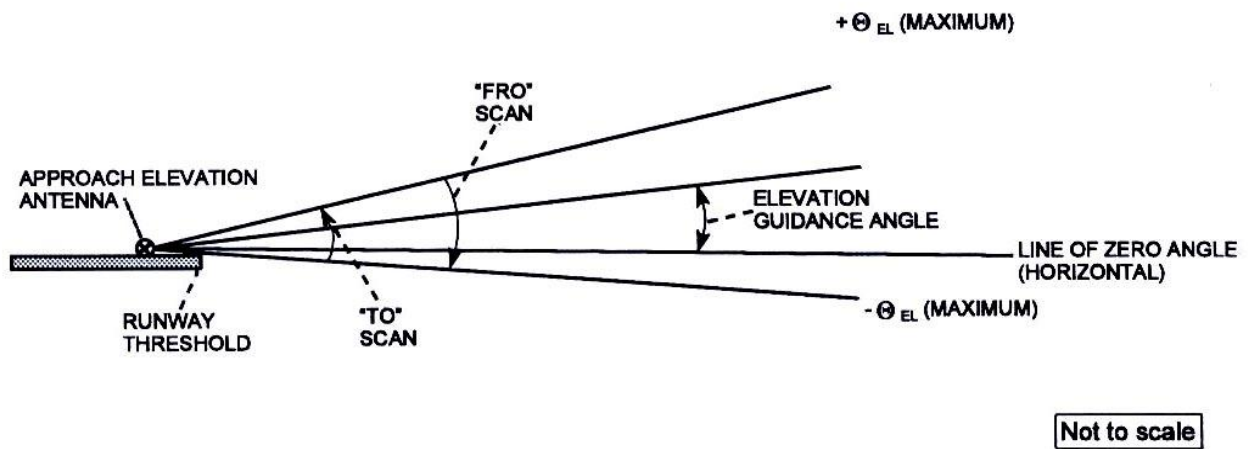 + Θ EL (MAXIMUM)
"FRO"
SCAN
APPROACH ELEVATION
ANTENNA
ELEVATION
GUIDANCE ANGLE
LINE OF ZERO ANGLE
(HORIZONTAL)
- Θ EL (MAXIMUM)
"TO"
SCAN
RUNWAY
THRESHOLD
Not to scale